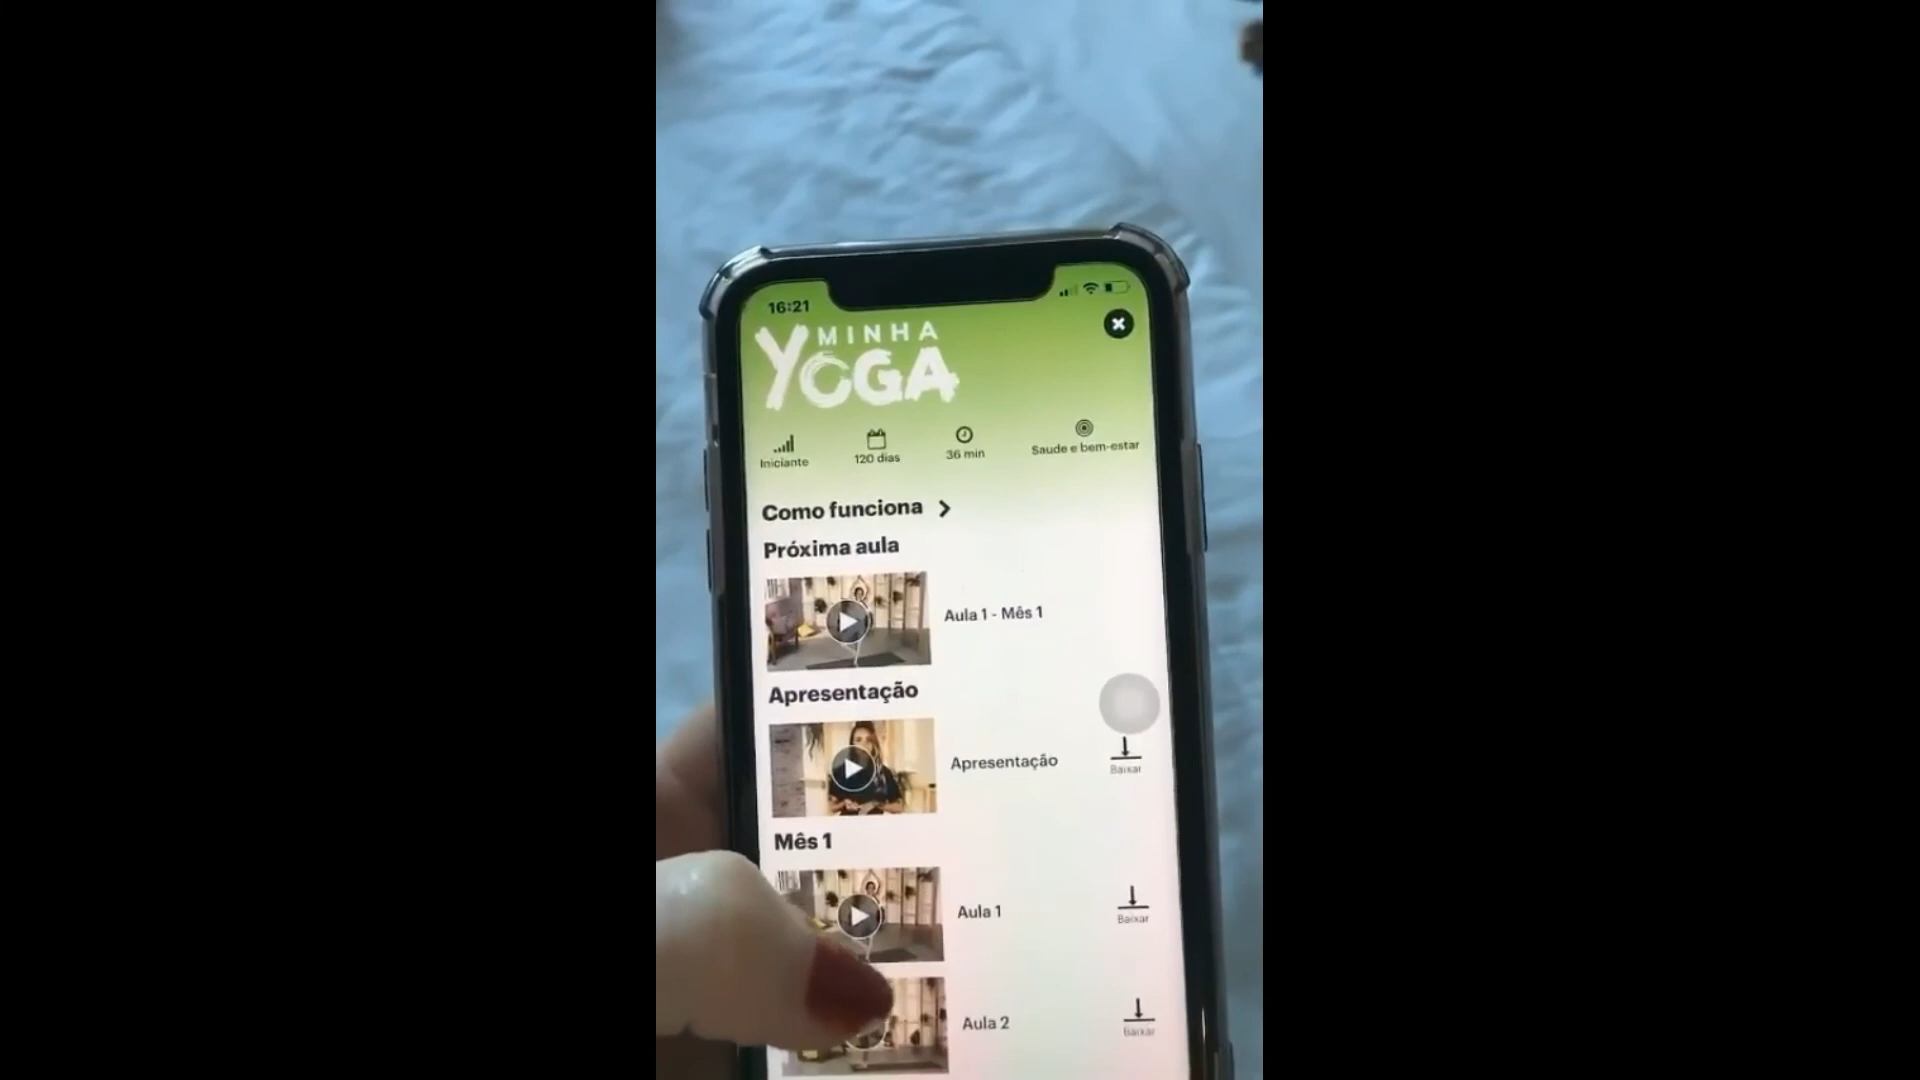 16:21
MINHA
YOGA
Iniciante
120 dias
36 min
Saude e bem-estar
Como funciona
Próxima aula
Aula 1 - Mês 1
Apresentação
Apresentação
Baixar
Mês 1
Aula 1
Baixar
Aula 2
Baixar